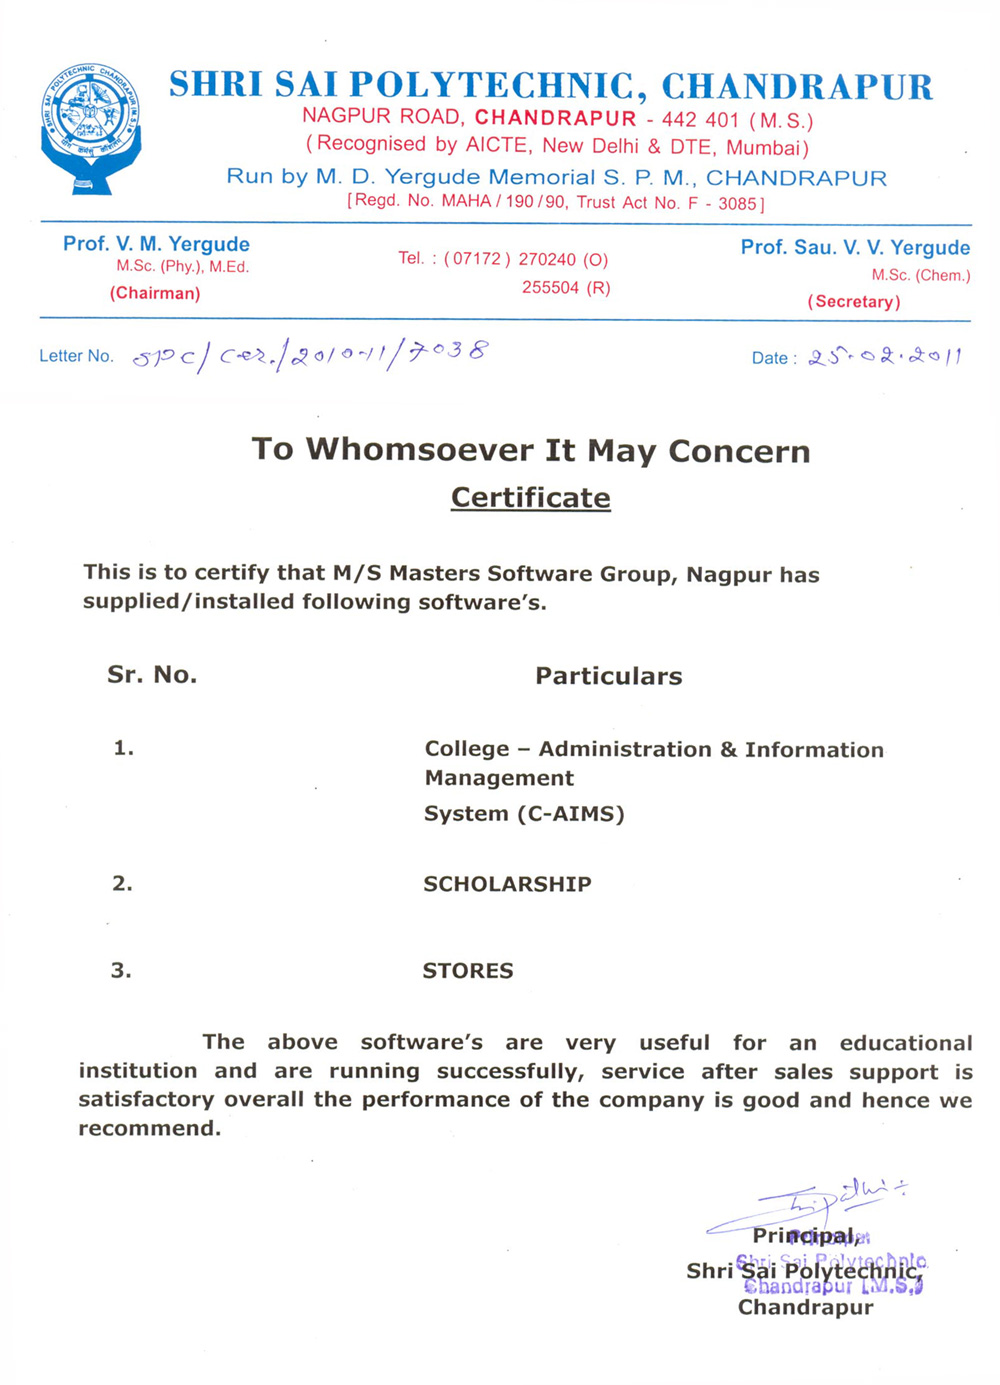 SHRI SAI POLYTECHNIC CHANDRAPUR (M.S.)
SHRI SAI POLYTECHNIC, CHANDRAPUR
NAGPUR ROAD, CHANDRAPUR - 442 401 ( M. S.)
( Recognised by AICTE, New Delhi & DTE, Mumbai)
Run by M. D. Yergude Memorial S. P. M., CHANDRAPUR
[ Regd. No. MAHA / 190 / 90, Trust Act No. F - 3085 ]
Prof. V. M. Yergude
M.Sc. (Phy.), M.Ed.
(Chairman)
Tel. : ( 07172 ) 270240 (O)
255504 (R)
Prof. Sau. V. V. Yergude
M.Sc. (Chem.)
( Secretary )
Letter No. SPC/Cer./2010-11/7038
Date : 25.02.2011
To Whomsoever It May Concern
Certificate
This is to certify that M/S Masters Software Group, Nagpur has
supplied/installed following software's.
Sr. No. Particulars
1. College – Administration & Information
Management
System (C-AIMS)
2. SCHOLARSHIP
3. STORES
The above software's are very useful for an educational
institution and are running successfully, service after sales support is
satisfactory overall the performance of the company is good and hence we
recommend.
Principal,
Shri Sai Polytechnic,
Chandrapur
Principal
Shri Sai Polytechnic,
Chandrapur (M.S.)